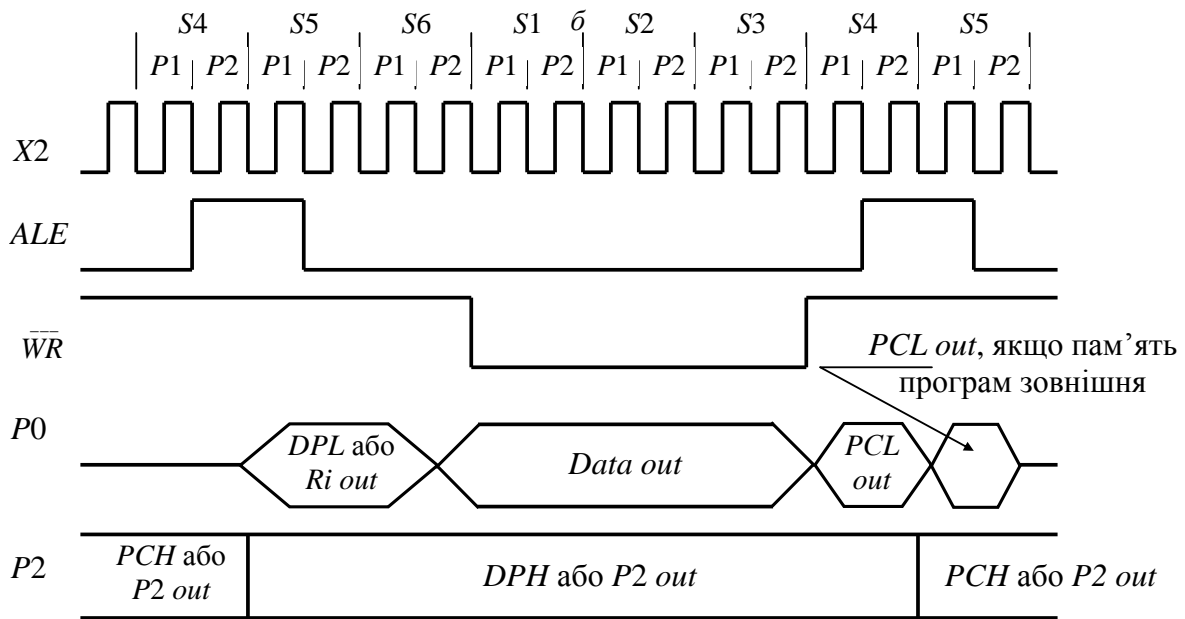 S4 S5 S6 S1 б S2 S3 S4 S5
P1 P2 P1 P2 P1 P2 P1 P2 P1 P2 P1 P2 P1 P2 P1 P2
X2
ALE
WR
PCL out, якщо пам’ять
програм зовнішня
P0
DPL або
Ri out
Data out
PCL
out
P2
PCH або
P2 out
DPH або P2 out
PCH або P2 out